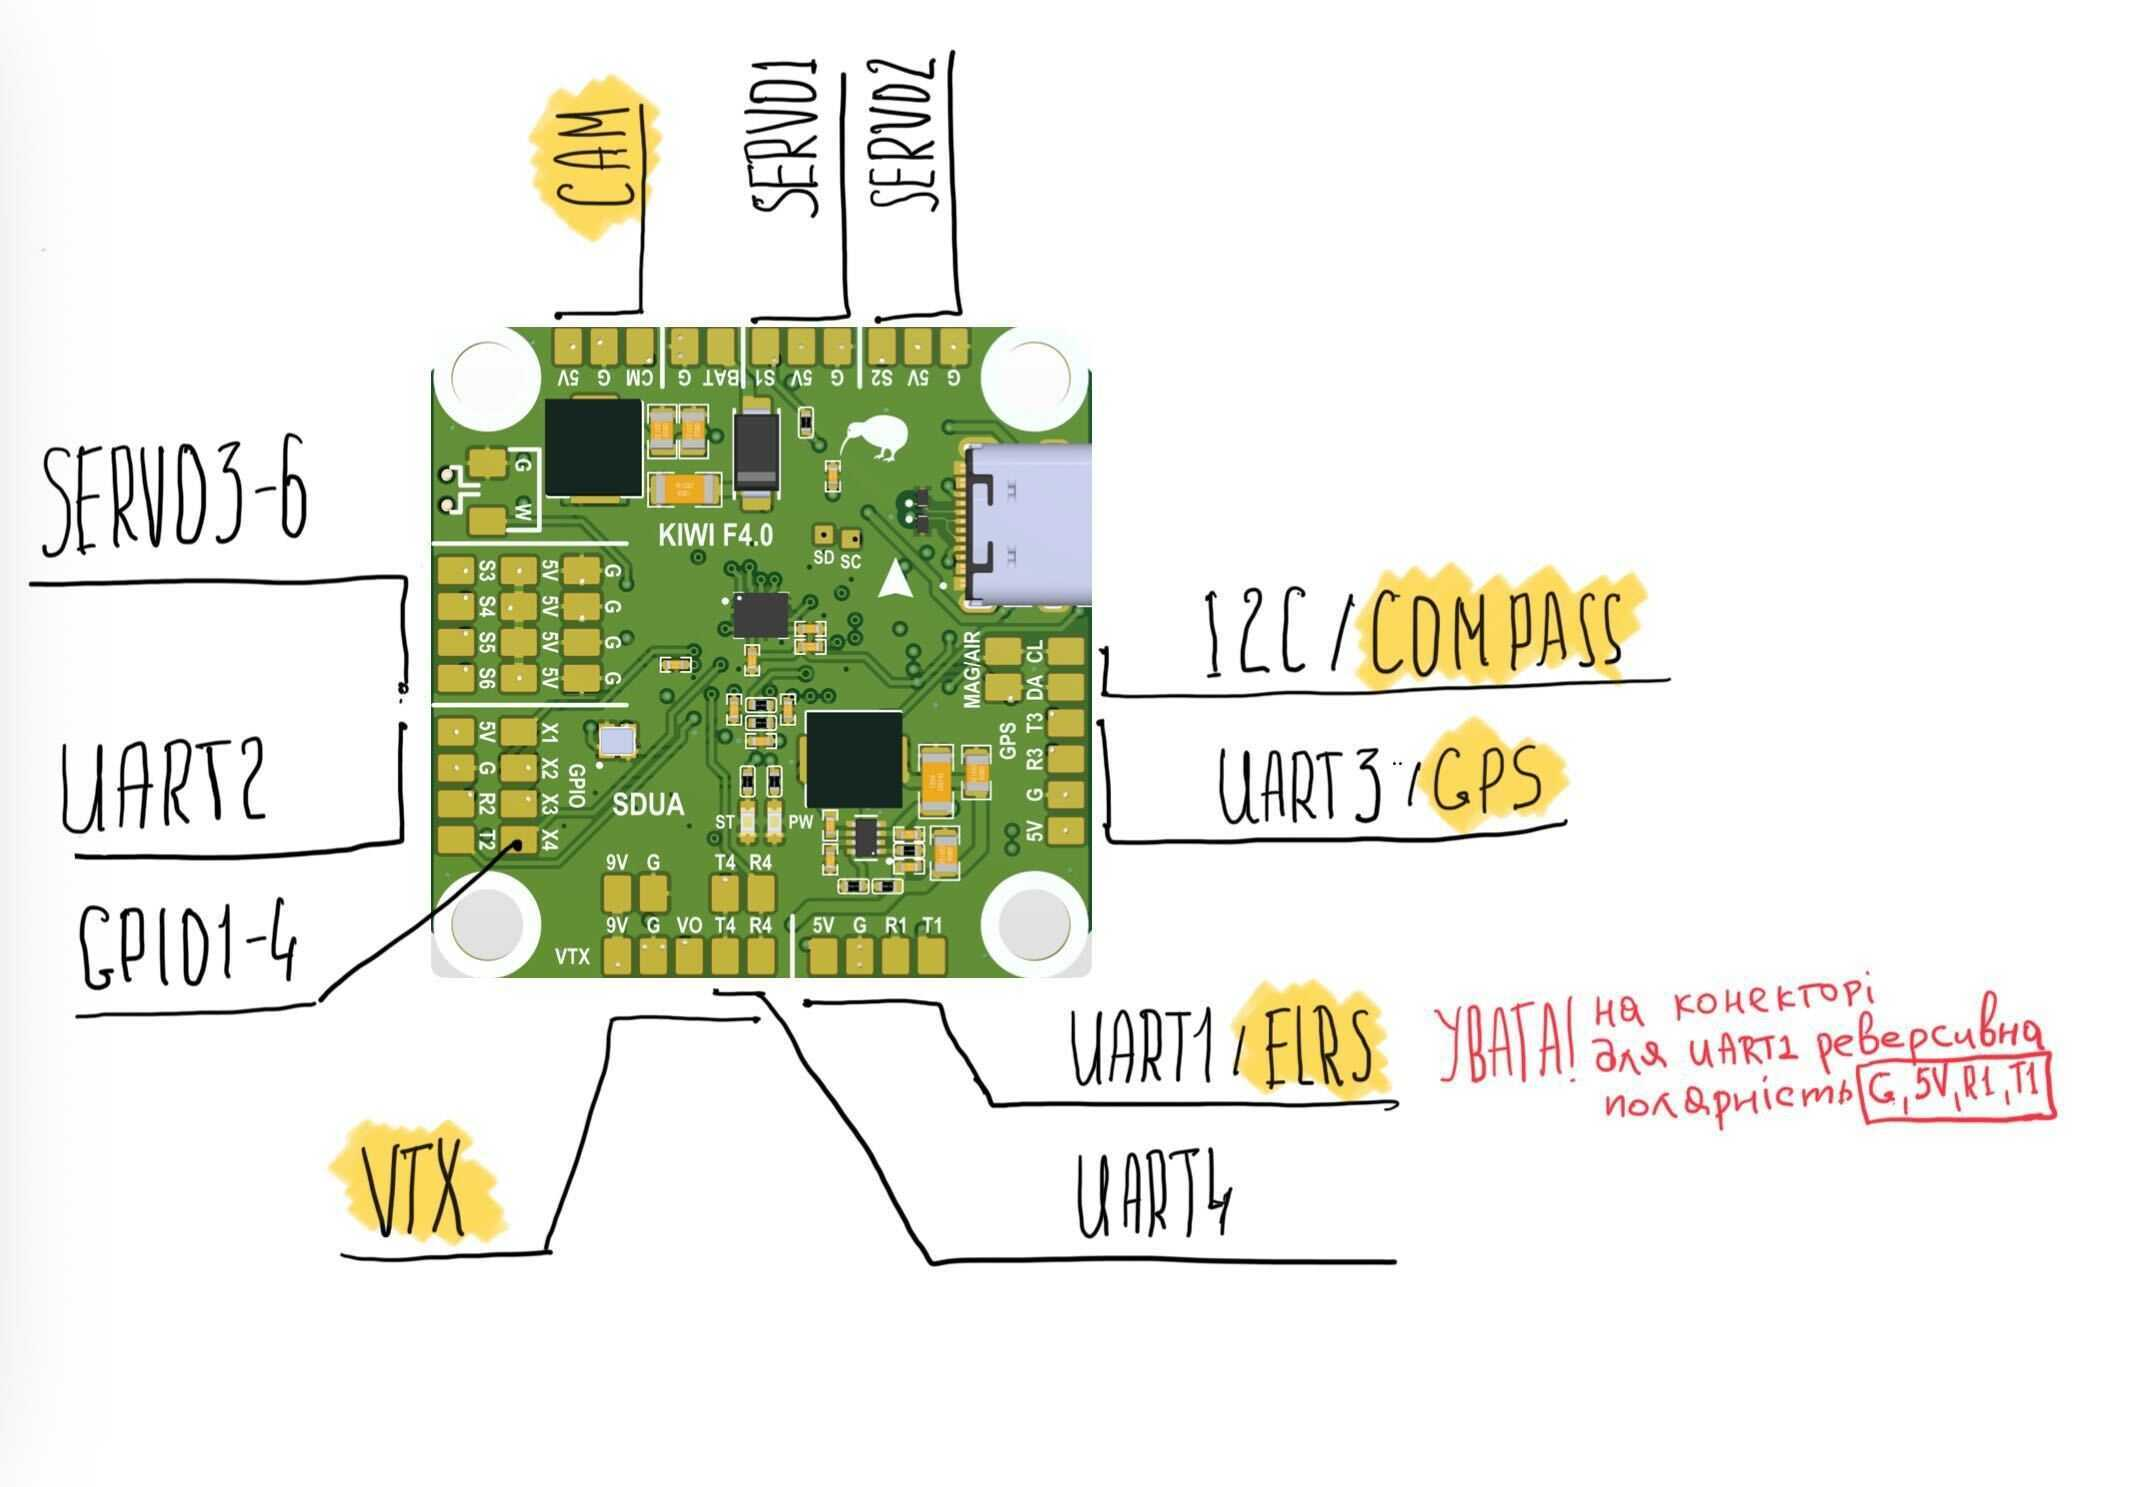 CAM
SERVO1
SERVO2
5V G CM G BAT S1 5V G S2 5V G
SERVO3-6
G
W
KIWI F4.0
SD SC
S3 5V G
S4 5V G
S5 5V G
S6 5V G
MAG/AIR
CL
DA
I2C/COMPASS
UART2
5V X1
G X2
R2 X3
T2 X4
GPIO
SDUA
ST
PW
GPS
T3
R3
G
5V
UART3/GPS
GPIO1-4
9V G T4 R4
9V G VO T4 R4 5V G R1 T1
VTX
UART1/ELRS
УВАГА! на конекторі
для UART1 реверсивна
полярність G, 5V, R1, T1
VTX
UART4